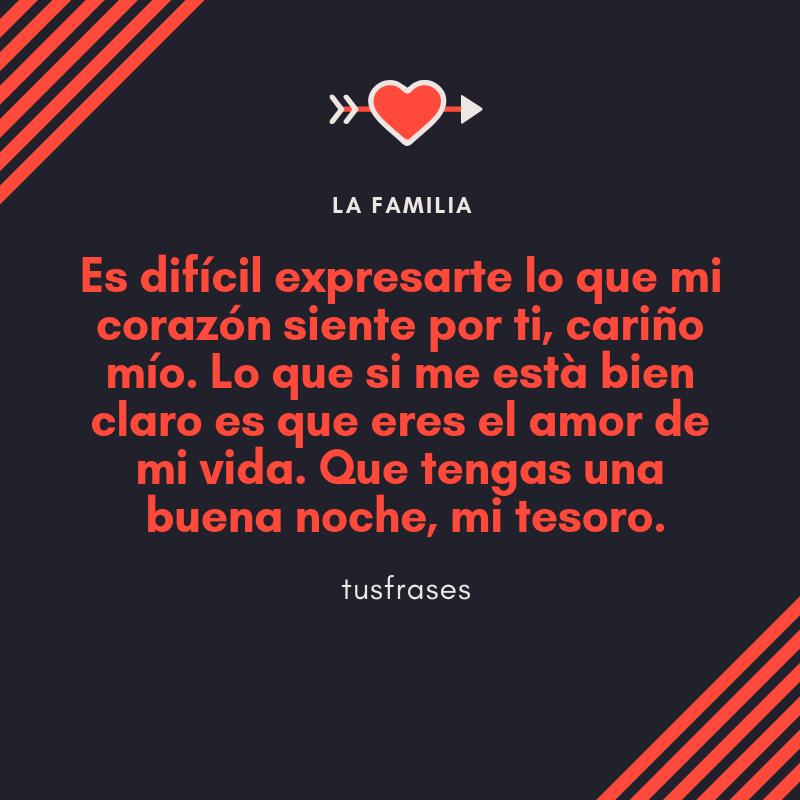 LA FAMILIA
Es difícil expresarte lo que mi
corazón siente por ti, cariño
mío. Lo que si me està bien
claro es que eres el amor de
mi vida. Que tengas una
buena noche, mi tesoro.
tusfrases